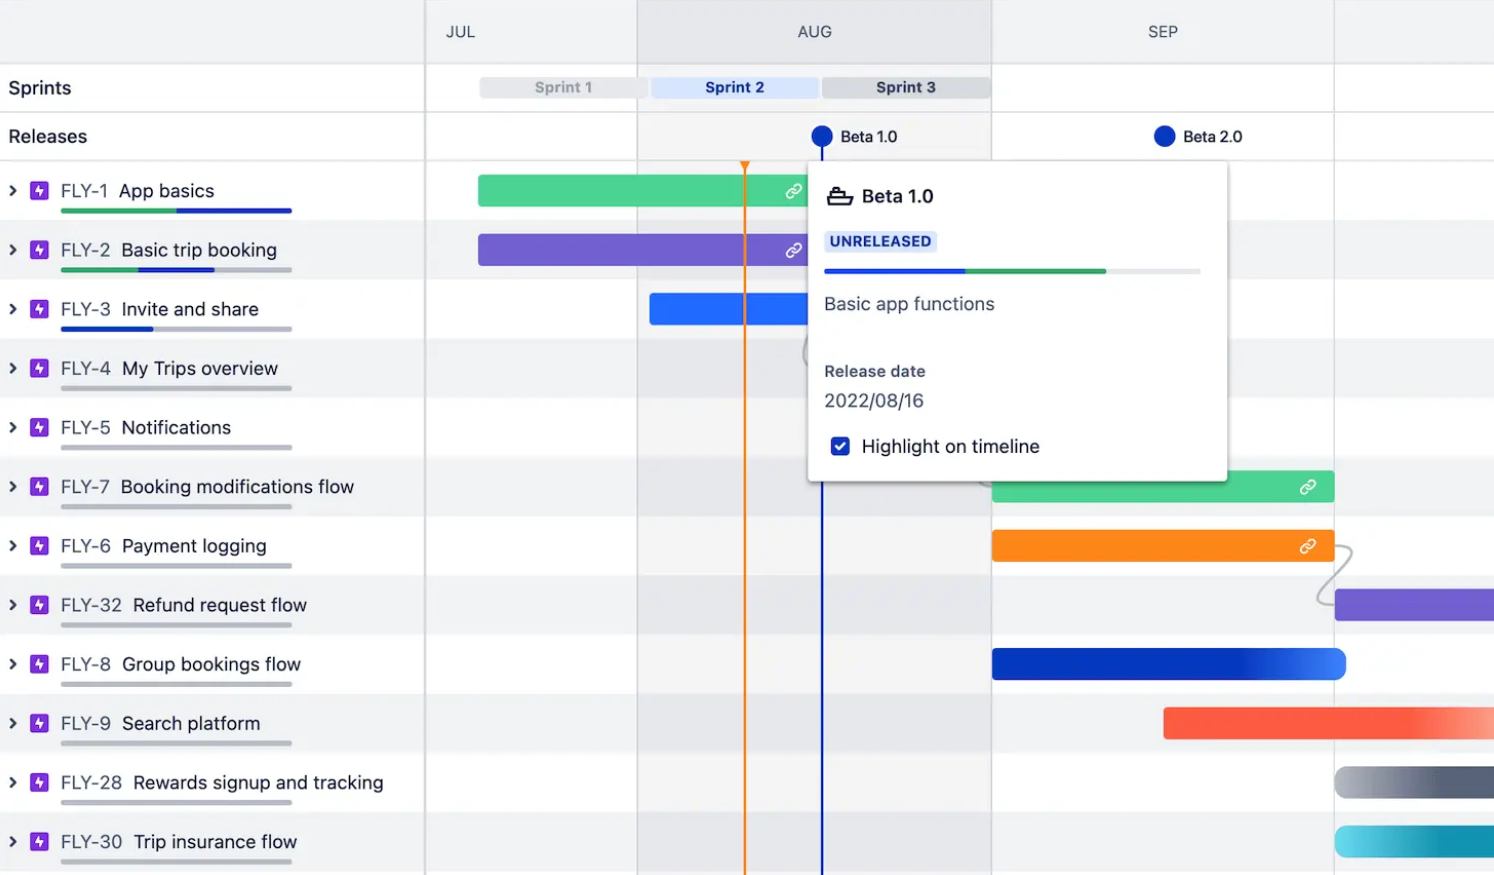 JUL AUG SEP
Sprints Sprint 1 Sprint 2 Sprint 3
Releases Beta 1.0 Beta 2.0
FLY-1 App basics
Beta 1.0
UNRELEASED
Basic app functions
Release date
2022/08/16
Highlight on timeline
FLY-2 Basic trip booking
FLY-3 Invite and share
FLY-4 My Trips overview
FLY-5 Notifications
FLY-7 Booking modifications flow
FLY-6 Payment logging
FLY-32 Refund request flow
FLY-8 Group bookings flow
FLY-9 Search platform
FLY-28 Rewards signup and tracking
FLY-30 Trip insurance flow